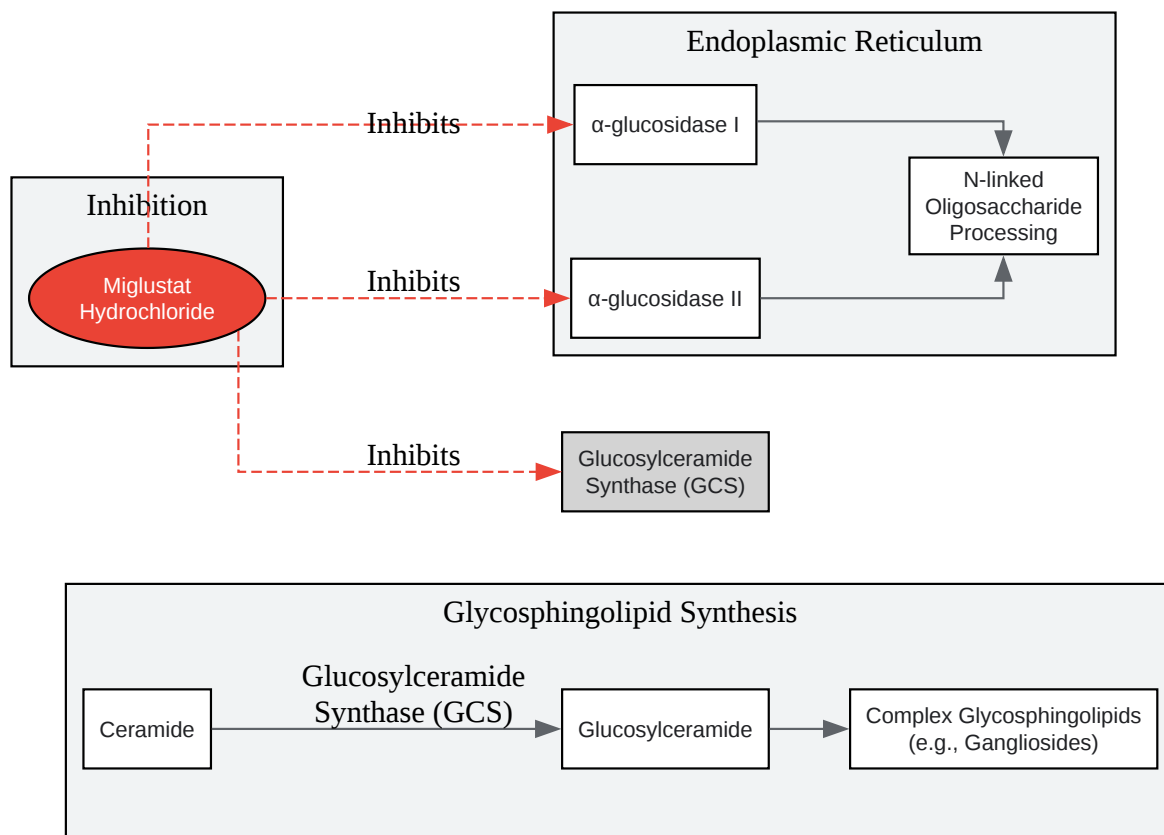 Endoplasmic Reticulum
Inhibits
α-glucosidase I
N-linked
Oligosaccharide
Processing
Inhibition
Miglustat
Hydrochloride
Inhibits
α-glucosidase II
Inhibits
Glucosylceramide
Synthase (GCS)
Glycosphingolipid Synthesis
Glucosylceramide
Synthase (GCS)
Ceramide
Glucosylceramide
Complex Glycosphingolipids
(e.g., Gangliosides)